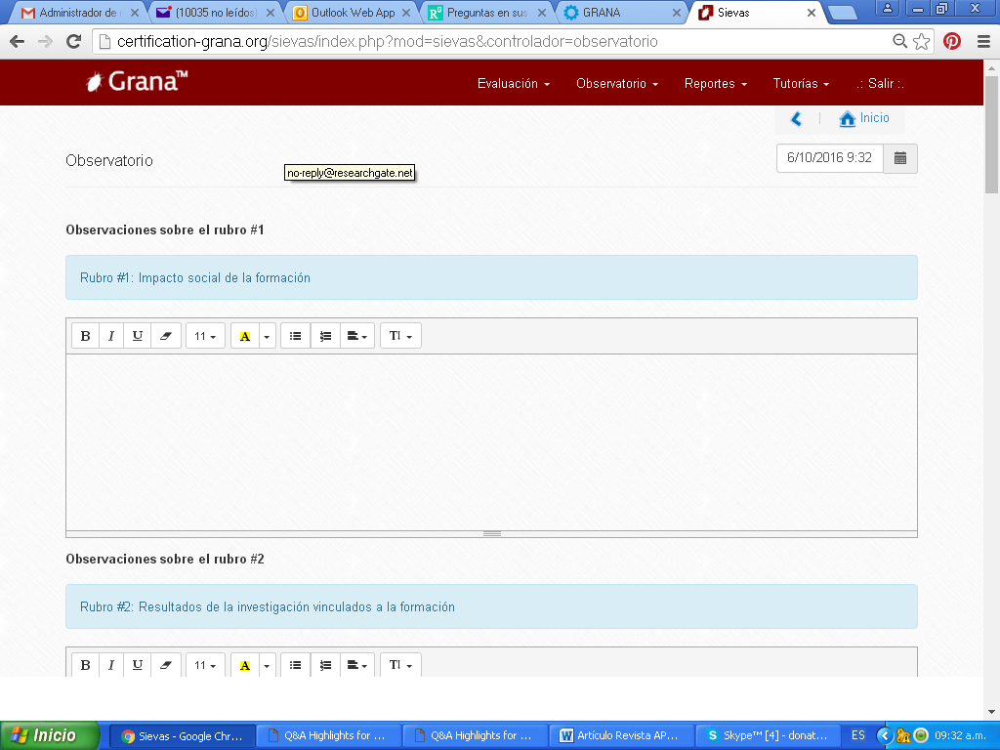 Administrador de
(10035 no leídos)
Outlook Web App
Preguntas en sus
GRANA
Sievas
certification-grana.org/sievas/index.php?mod=sievas&controlador=observatorio
Grana™
Evaluación
Observatorio
Reportes
Tutorías
.: Salir :.
Inicio
Observatorio
no-reply@researchgate.net
6/10/2016 9:32
Observaciones sobre el rubro #1
Rubro #1: Impacto social de la formación
B I U 11 A TI
Observaciones sobre el rubro #2
Rubro #2: Resultados de la investigación vinculados a la formación
B I U 11 A TI
Inicio
Sievas - Google Chr...
Q&A Highlights for ...
Q&A Highlights for ...
Artículo Revista AP...
Skype™ [4] - donat...
ES
09:32 a.m.